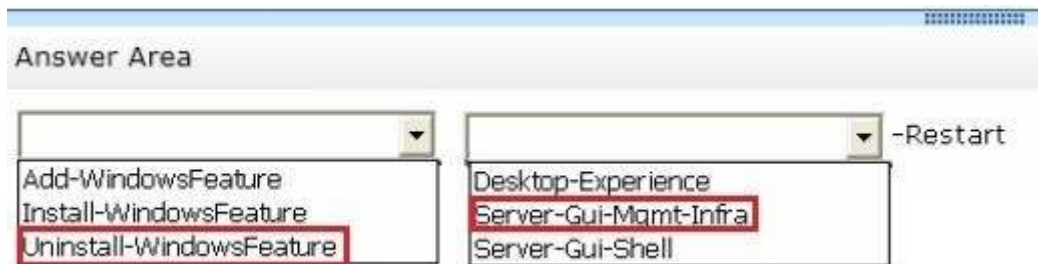 Answer Area
-Restart
Add-WindowsFeature
Install-WindowsFeature
Uninstall-WindowsFeature
Desktop-Experience
Server-Gui-Mgmt-Infra
Server-Gui-Shell